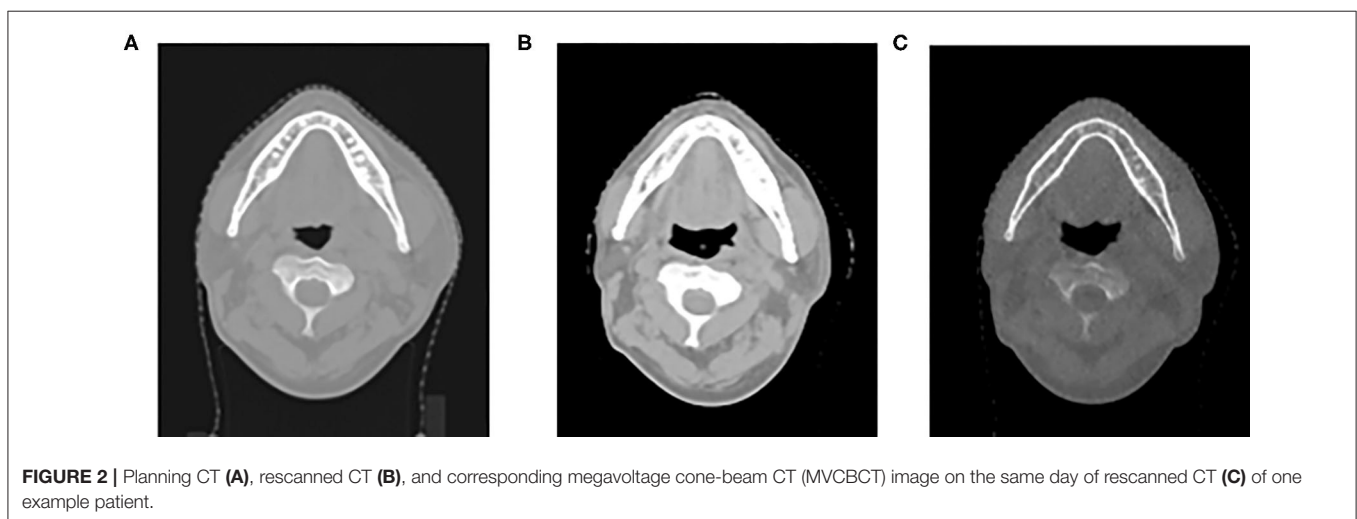 A B C
FIGURE 2 | Planning CT (A), rescanned CT (B), and corresponding megavoltage cone-beam CT (MVCBCT) image on the same day of rescanned CT (C) of one
example patient.